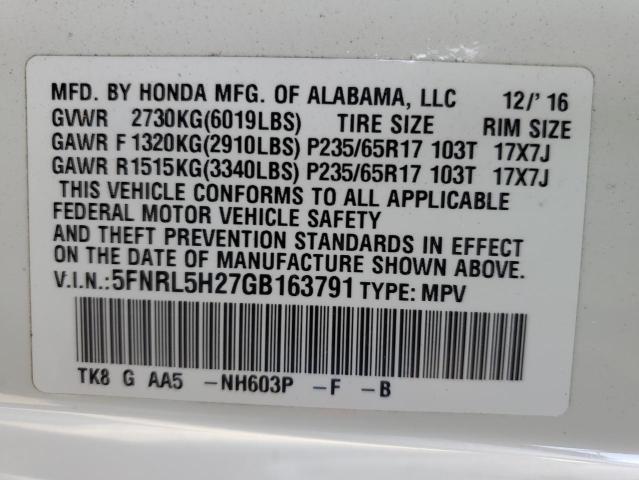 MFD. BY HONDA MFG. OF ALABAMA, LLC 12/'16
GVWR 2730KG(6019LBS) TIRE SIZE RIM SIZE
GAWR F 1320KG(2910LBS) P235/65R17 103T 17X7J
GAWR R1515KG(3340LBS) P235/65R17 103T 17X7J
THIS VEHICLE CONFORMS TO ALL APPLICABLE
FEDERAL MOTOR VEHICLE SAFETY
AND THEFT PREVENTION STANDARDS IN EFFECT
ON THE DATE OF MANUFACTURE SHOWN ABOVE.
V.I.N.:5FNRL5H27GB163791 TYPE: MPV
TK8 G AA5 -NH603P -F -B